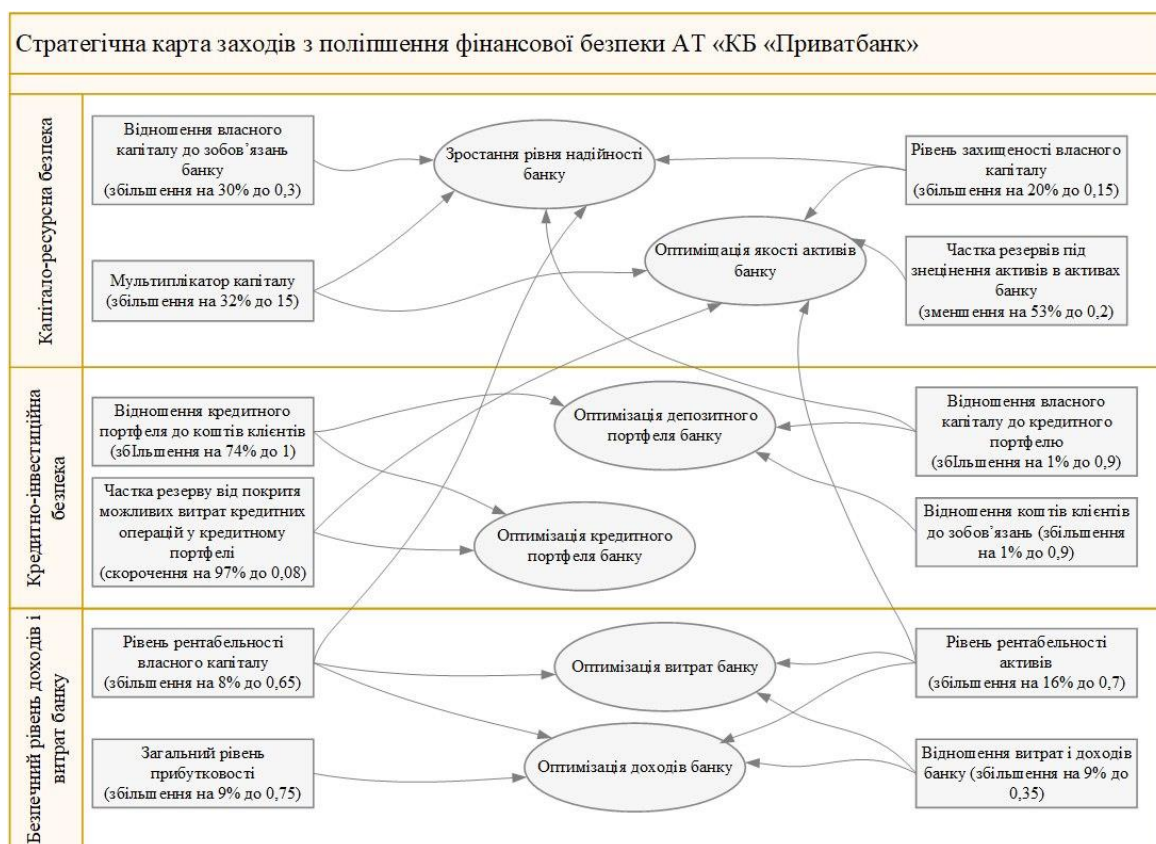 Стратегічна карта заходів з поліпшення фінансової безпеки АТ «КБ «Приватбанк»
Капітало-ресурсна безпека
Відношення власного
капіталу до зобов’язань
банку
(збільшення на 30% до 0,3)
Мультиплікатор капіталу
(збільшення на 32% до 15)
Зростання рівня надійності
банку
Оптиміщація якості активів
банку
Рівень захищеності власного
капіталу
(збільшення на 20% до 0,15)
Частка резервів під
знецінення активів в активах
банку
(зменшення на 53% до 0,2)
Кредитно-інвестиційна
безпека
Відношення кредитного
портфеля до коштів клієнтів
(збІльшення на 74% до 1)
Частка резерву від покритя
можливих витрат кредитних
операцій у кредитному
портфелі
(скорочення на 97% до 0,08)
Оптимізація депозитного
портфеля банку
Оптимізація кредитного
портфеля банку
Відношення власного
капіталу до кредитного
портфелю
(збІльшення на 1% до 0,9)
Відношення коштів клієнтів
до зобов’язань (збільшення
на 1% до 0,9)
Безпечний рівень доходів і
витрат банку
Рівень рентабельності
власного капіталу
(збільшення на 8% до 0,65)
Загальний рівень
прибутковості
(збільшення на 9% до 0,75)
Оптимізація витрат банку
Оптимізація доходів банку
Рівень рентабельності
активів
(збільшення на 16% до 0,7)
Відношення витрат і доходів
банку (збільшення на 9% до
0,35)